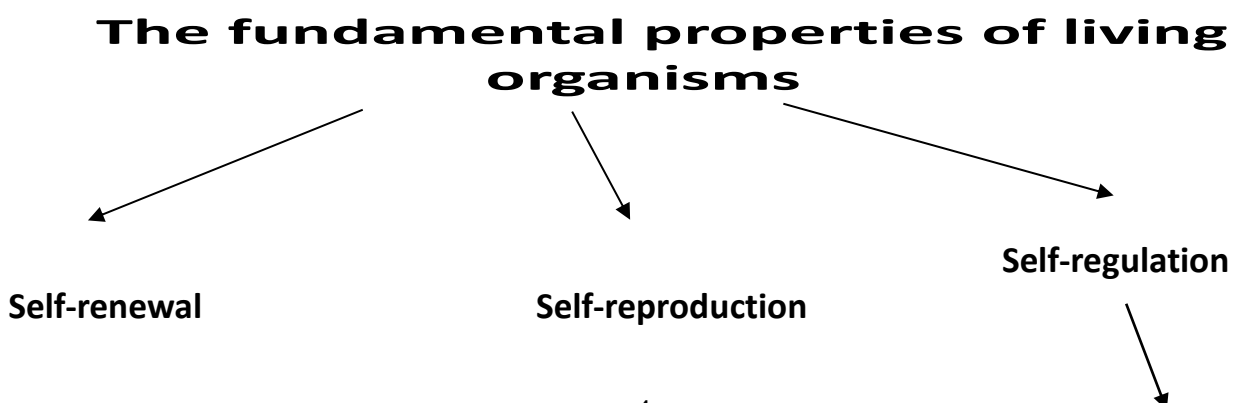 The fundamental properties of living
organisms
Self-regulation
Self-renewal
Self-reproduction